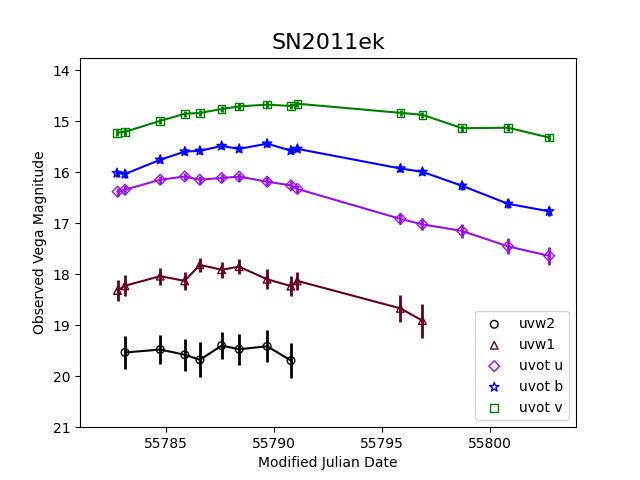 SN2011ek
Observed Vega Magnitude
14
15
16
17
18
19
20
21
55785
55790
55795
55800
Modified Julian Date
uvw2
uvw1
uvot u
uvot b
uvot v